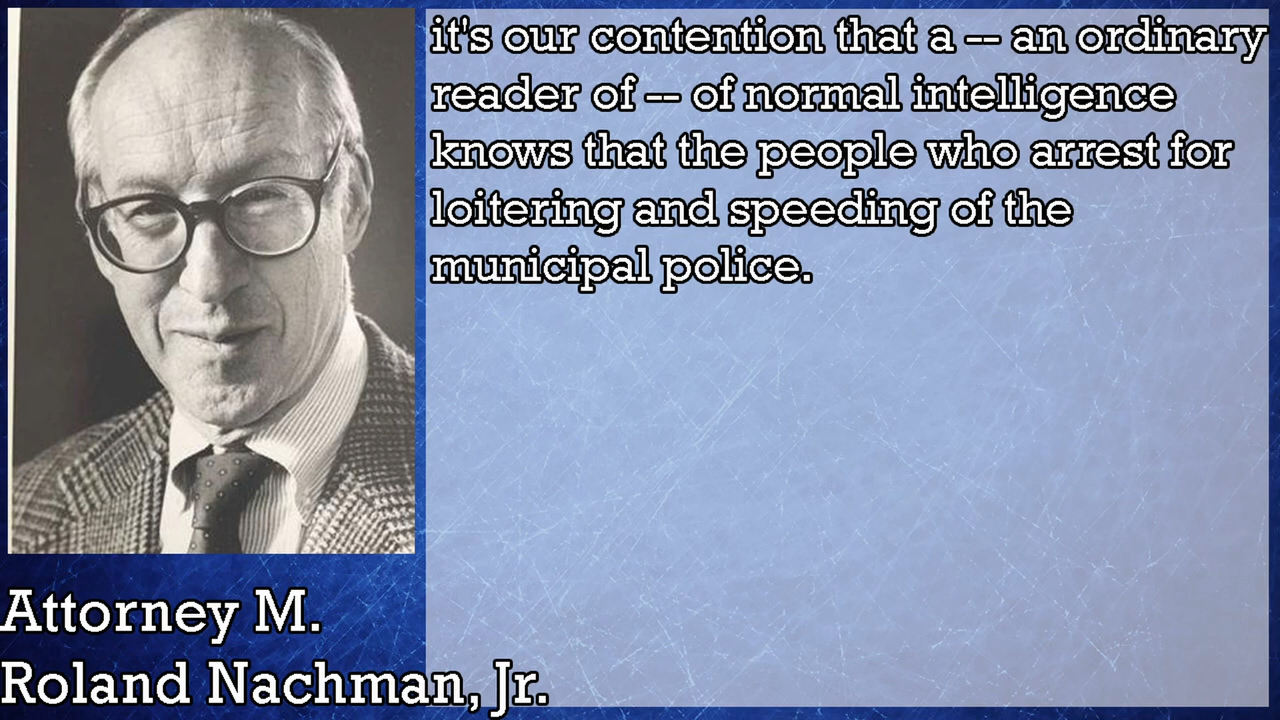 it's our contention that a -- an ordinary
reader of -- of normal intelligence
knows that the people who arrest for
loitering and speeding of the
municipal police.
Attorney M.
Roland Nachman, Jr.